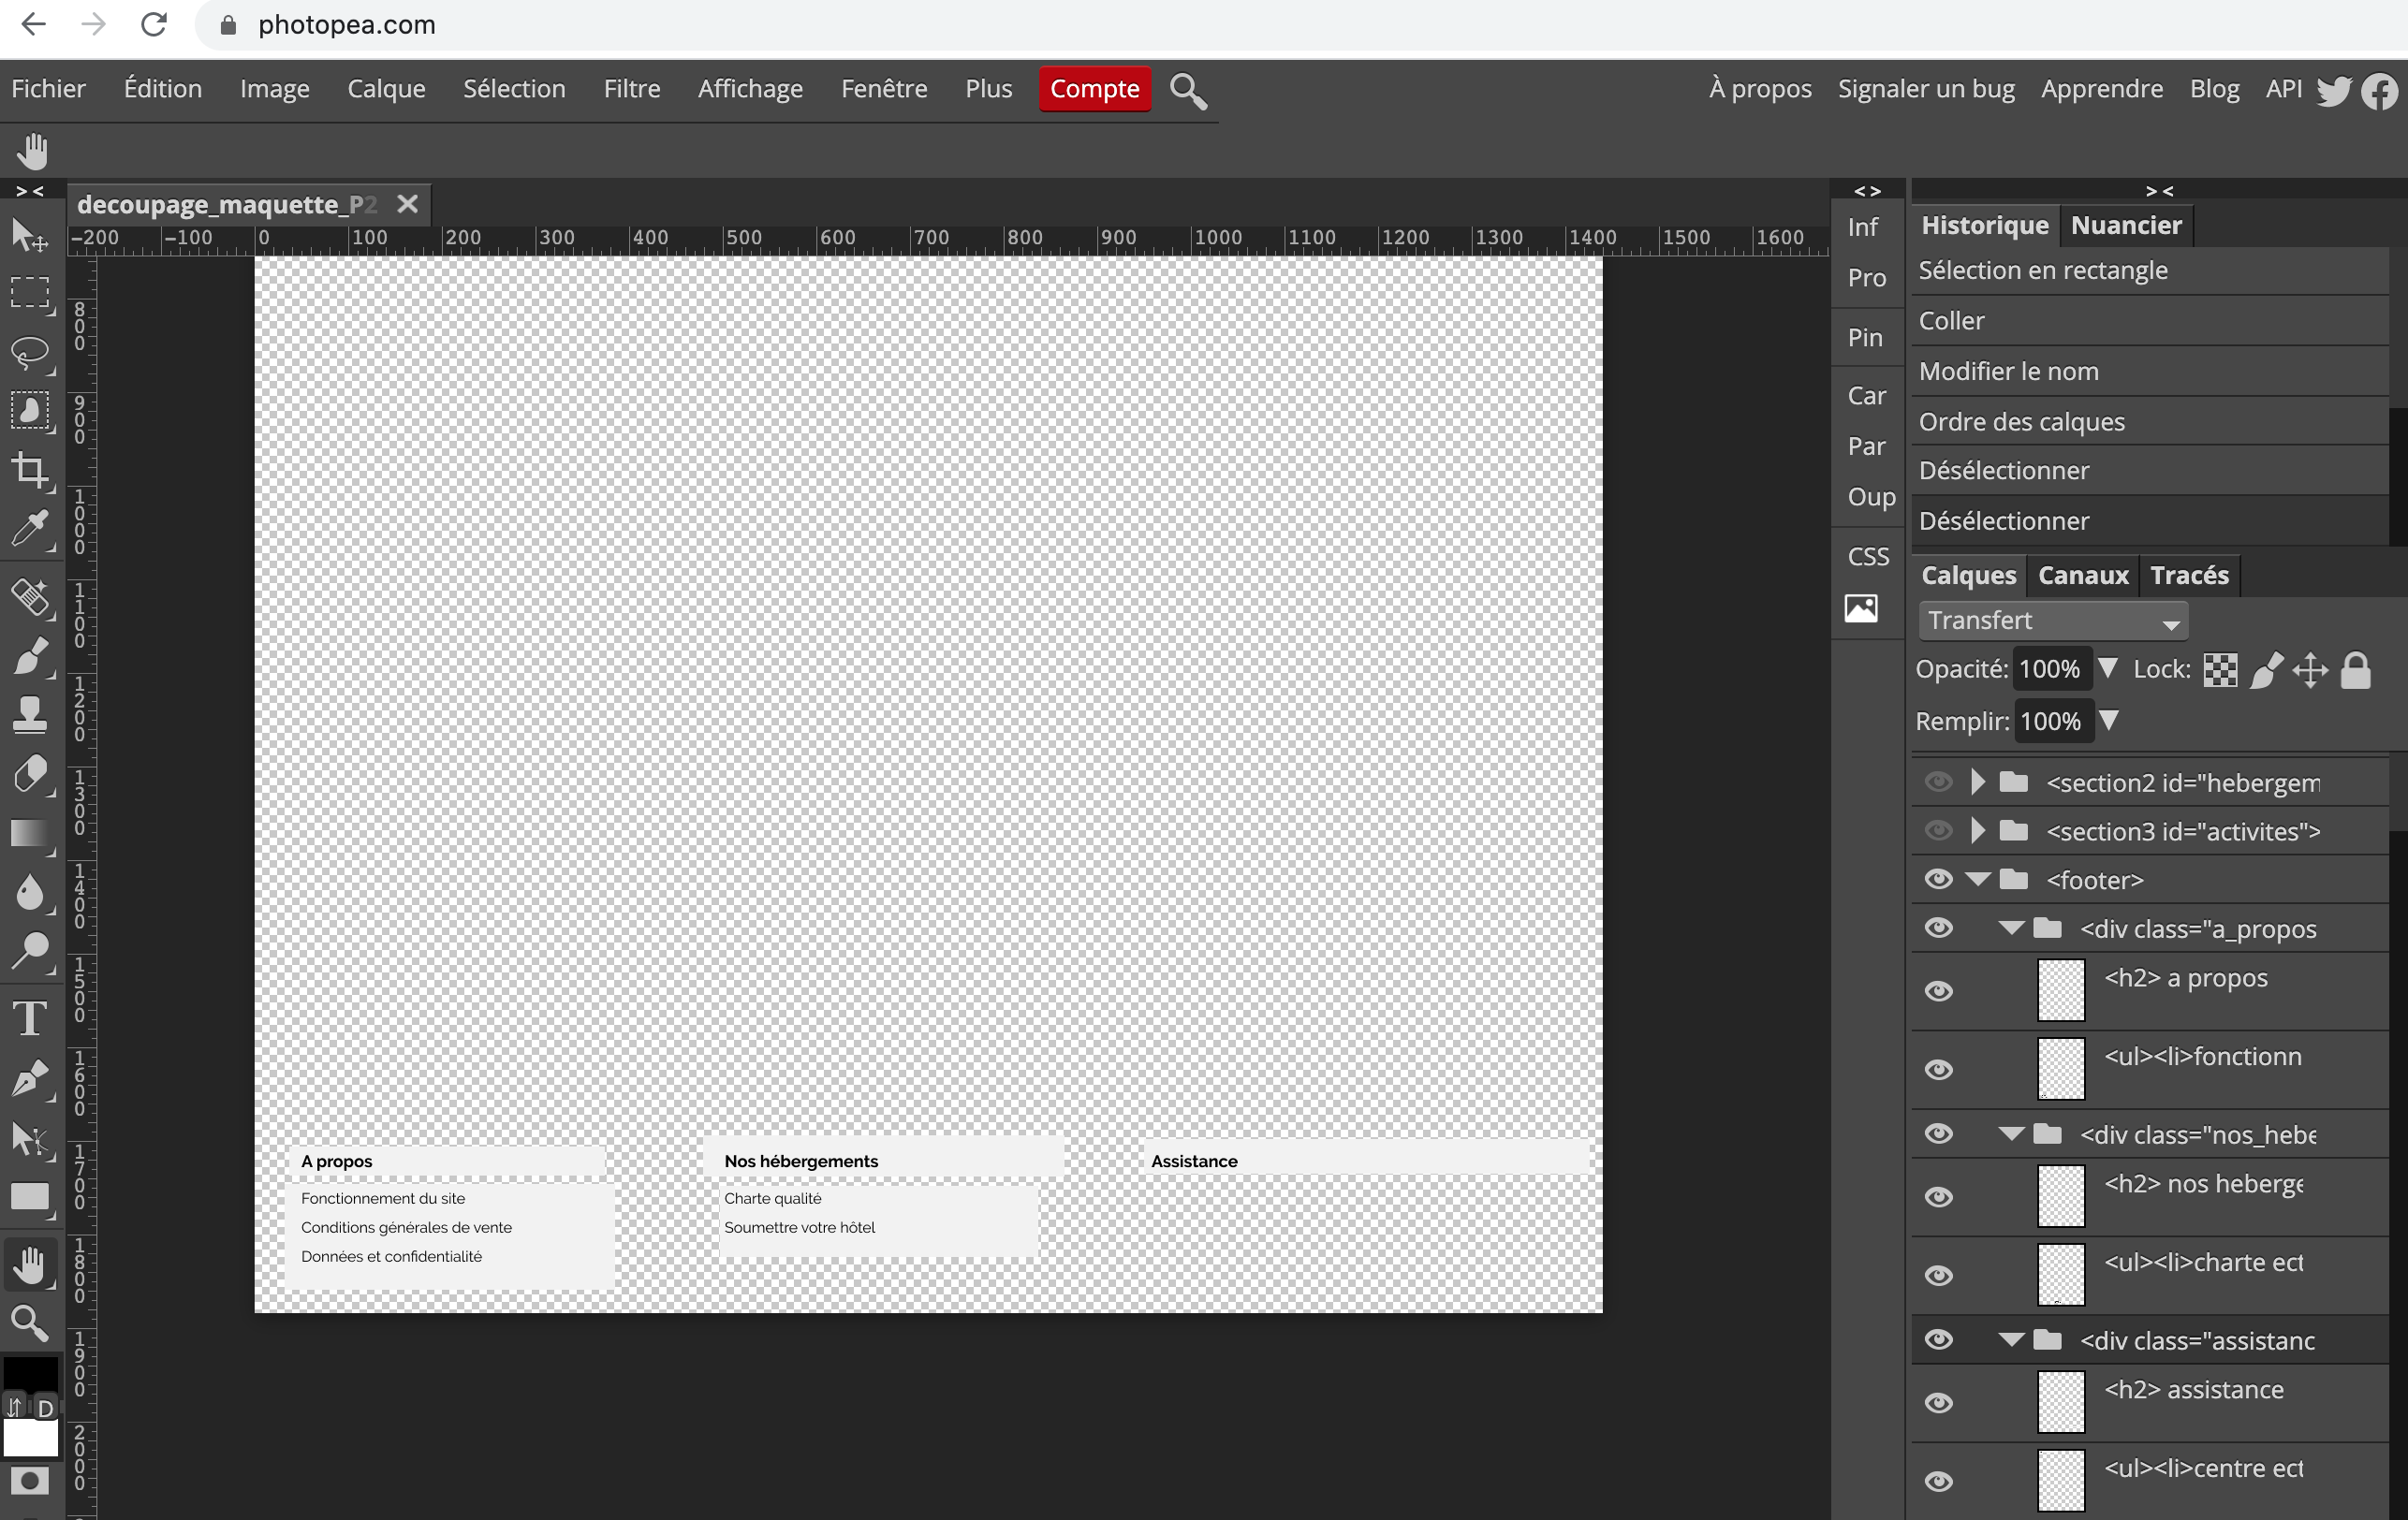 photopea.com
Fichier Édition Image Calque Sélection Filtre Affichage Fenêtre Plus Compte À propos Signaler un bug Apprendre Blog API
> < decoupage_maquette_P2 < > > <
-200 -100 0 100 200 300 400 500 600 700 800 900 1000 1100 1200 1300 1400 1500 1600
Inf
Pro
Pin
Car
Par
Oup
CSS
Historique Nuancier
Sélection en rectangle
Coller
Modifier le nom
Ordre des calques
Désélectionner
Désélectionner
Calques Canaux Tracés
Transfert
Opacité: 100% Lock:
Remplir: 100%
<section2 id="hebergem
<section3 id="activites">
<footer>
<div class="a_propos
<h2> a propos
<ul><li>fonctionn
<div class="nos_hebe
<h2> nos heberge
<ul><li>charte ect
<div class="assistanc
<h2> assistance
<ul><li>centre ect
800
900
1000
1100
1200
1300
1400
1500
1600
1700
1800
1900
2000
T
D
A propos
Fonctionnement du site
Conditions générales de vente
Données et confidentialité
Nos hébergements
Charte qualité
Soumettre votre hôtel
Assistance